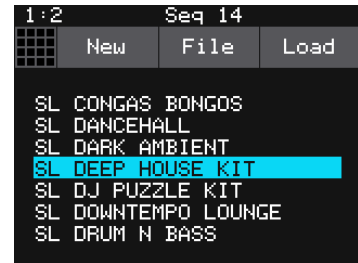 1:2 Seq 14
New File Load
SL CONGAS BONGOS
SL DANCEHALL
SL DARK AMBIENT
SL DEEP HOUSE KIT
SL DJ PUZZLE KIT
SL DOWNTEMPO LOUNGE
SL DRUM N BASS